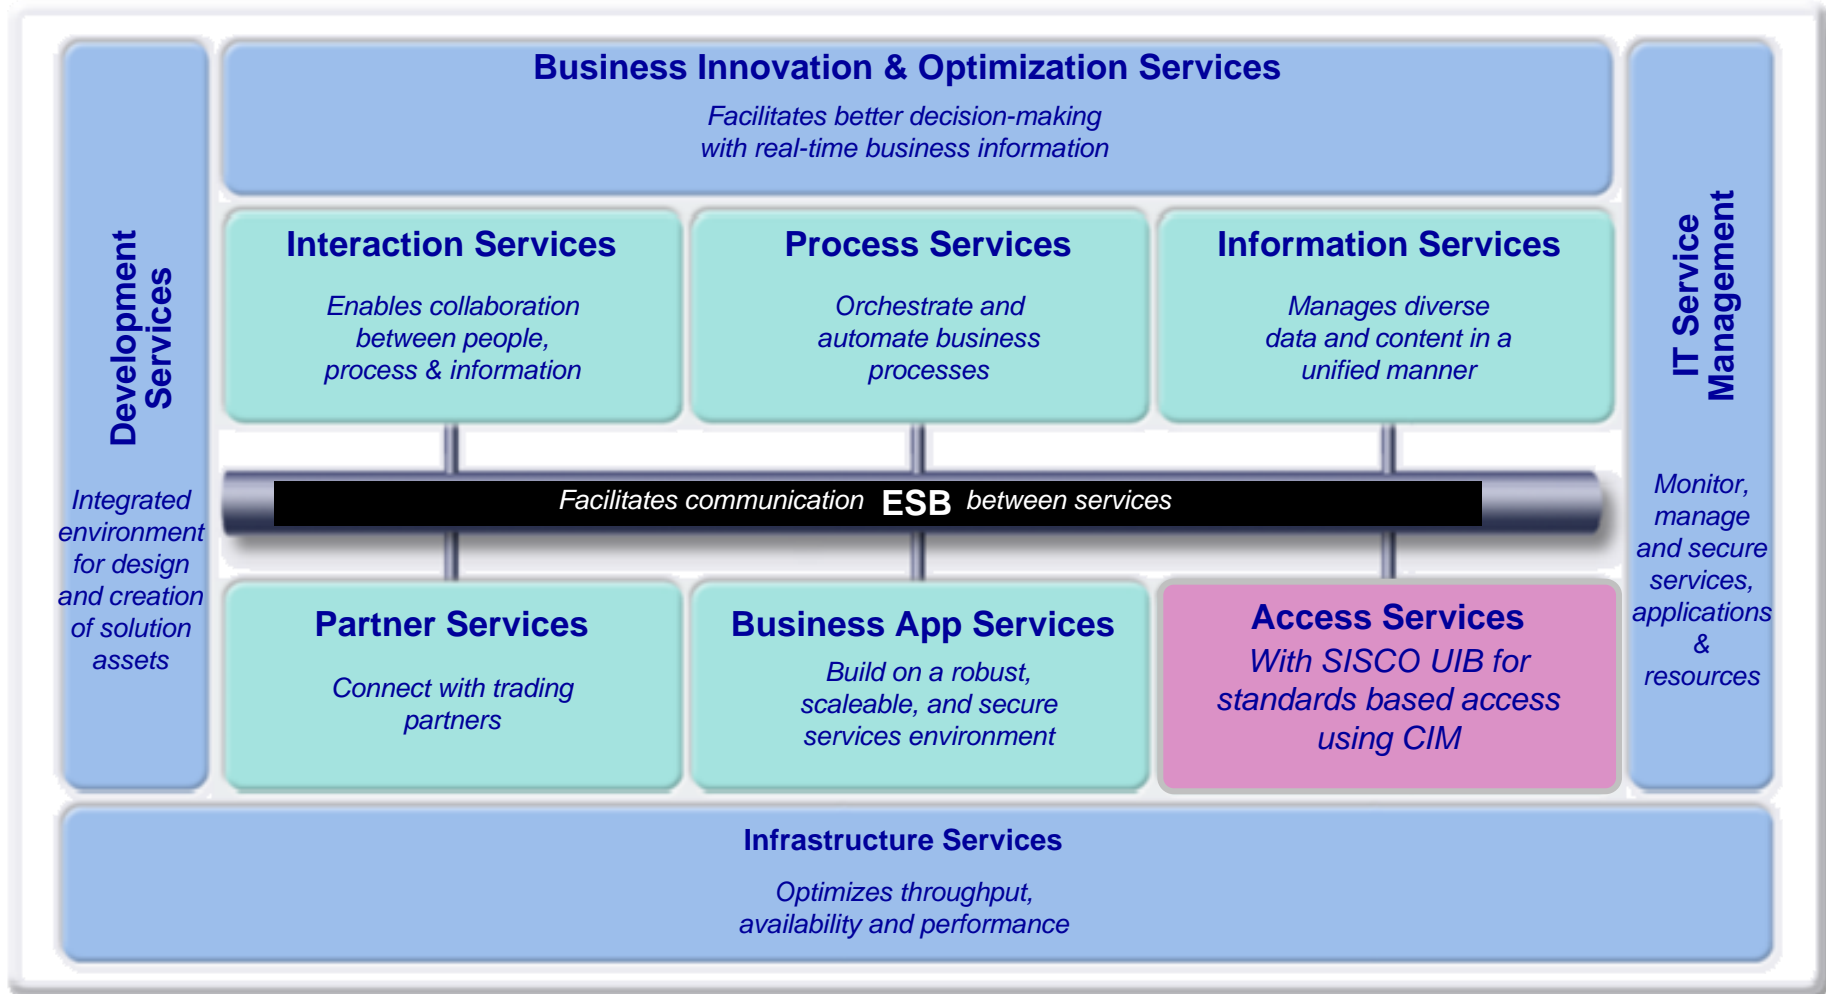 Business Innovation & Optimization Services
Facilitates better decision-making
with real-time business information
Development
Services
Integrated
environment
for design
and creation
of solution
assets
Interaction Services
Enables collaboration
between people,
process & information
Process Services
Orchestrate and
automate business
processes
Information Services
Manages diverse
data and content in a
unified manner
IT Service
Management
Monitor,
manage
and secure
services,
applications
&
resources
Facilitates communication ESB between services
Partner Services
Connect with trading
partners
Business App Services
Build on a robust,
scaleable, and secure
services environment
Access Services
With SISCO UIB for
standards based access
using CIM
Infrastructure Services
Optimizes throughput,
availability and performance